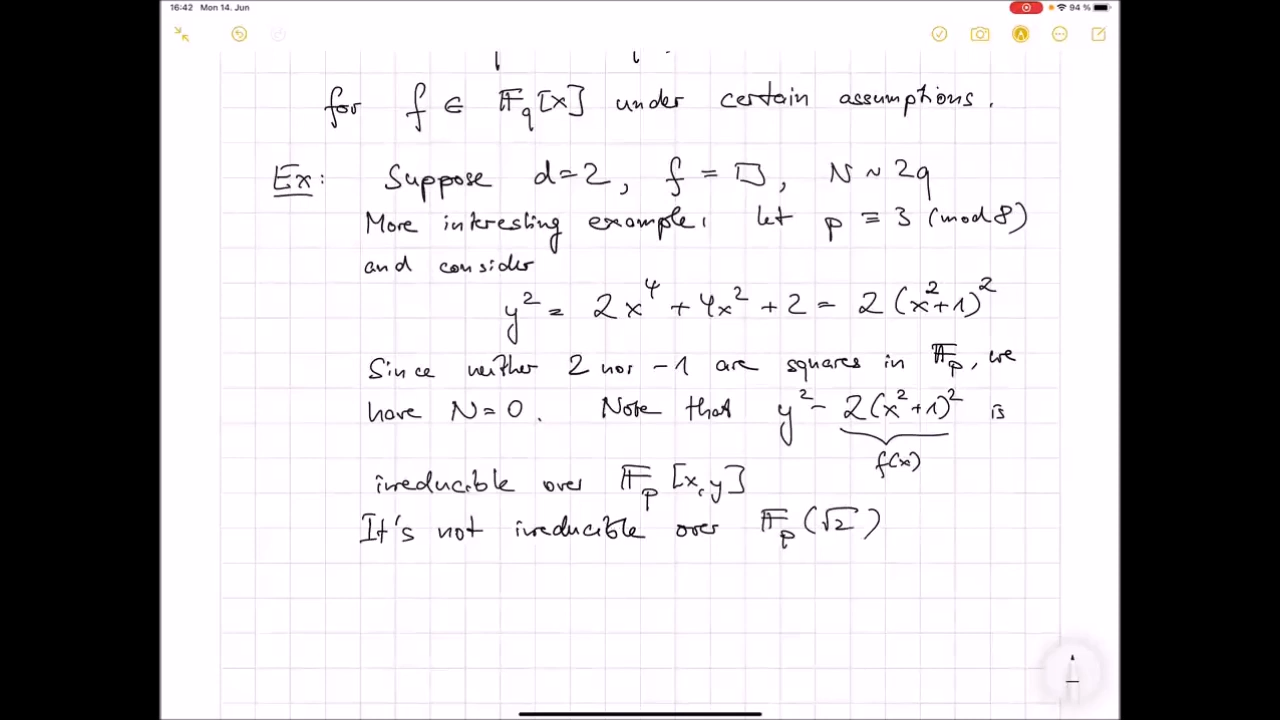 16:42 Mon 14. Jun 94 %
for f ∈ 𝔽_q[x] under certain assumptions.
Ex: Suppose d=2, f = □, N ~ 2q
More interesting example. let p ≡ 3 (mod 8)
and consider
y² = 2x⁴ + 4x² + 2 = 2(x²+1)²
Since neither 2 nor -1 are squares in 𝔽_p, we
have N=0. Note that y² - 2(x²+1)² is
f(x)
irreducible over 𝔽_p [x,y]
It's not irreducible over 𝔽_p(√2)